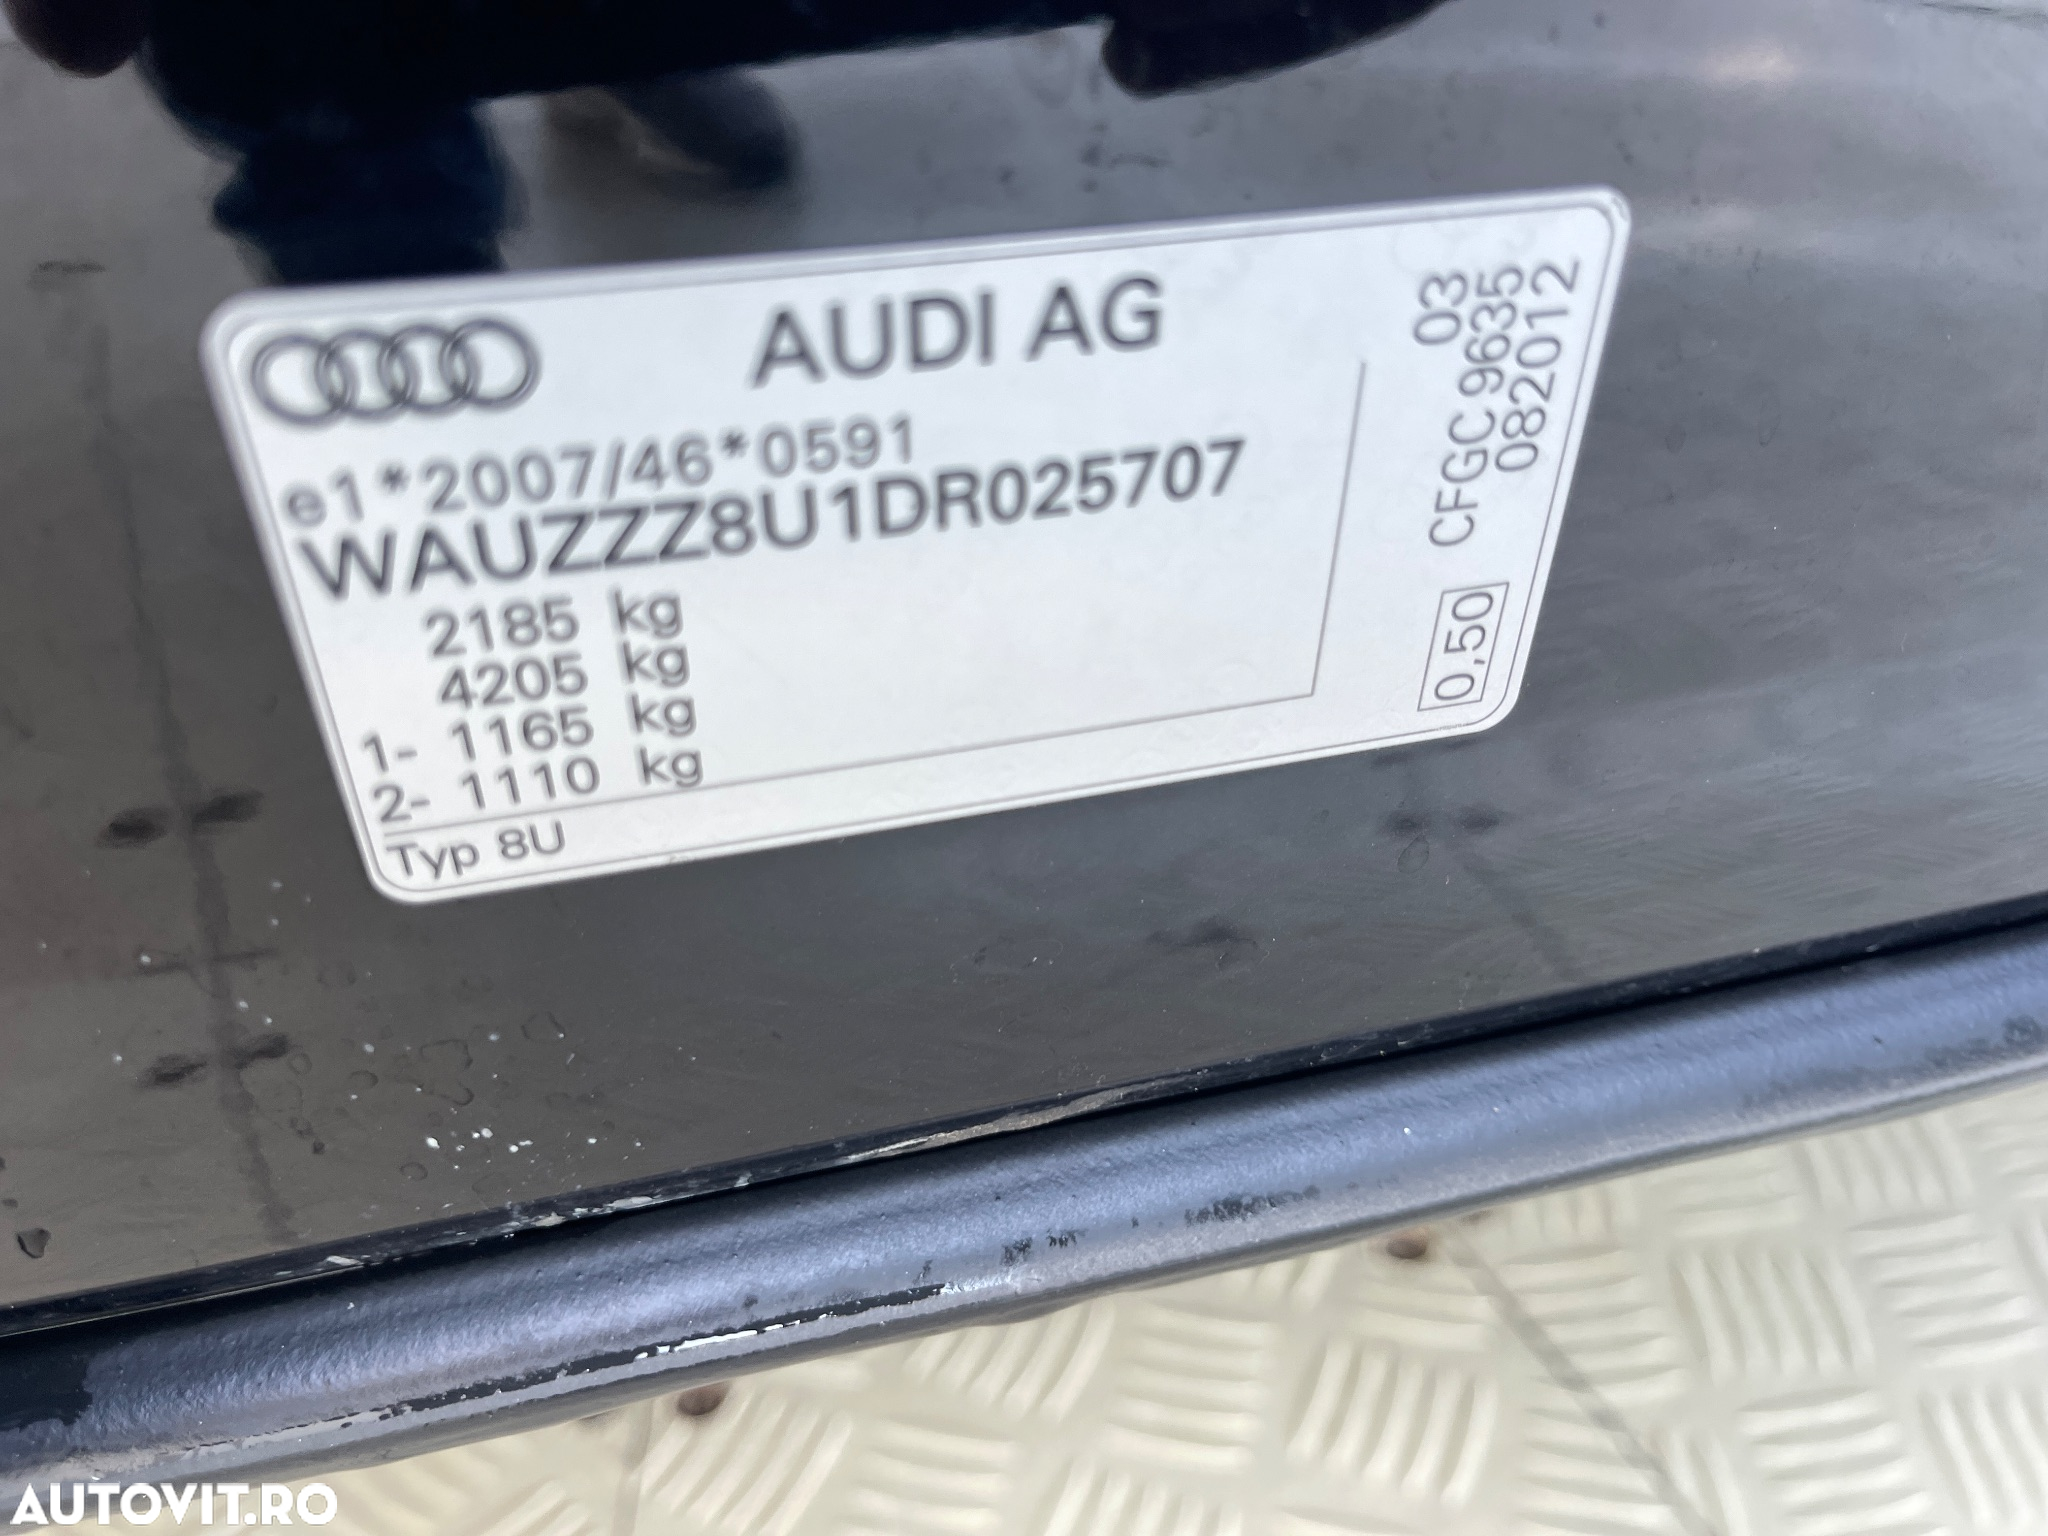 AUDI AG
e1*2007/46*0591
WAUZZZ8U1DR025707
2185 kg
4205 kg
1- 1165 kg
2- 1110 kg
Typ 8U
03
CFGC 9635
082012
0,50
AUTOVIT.RO